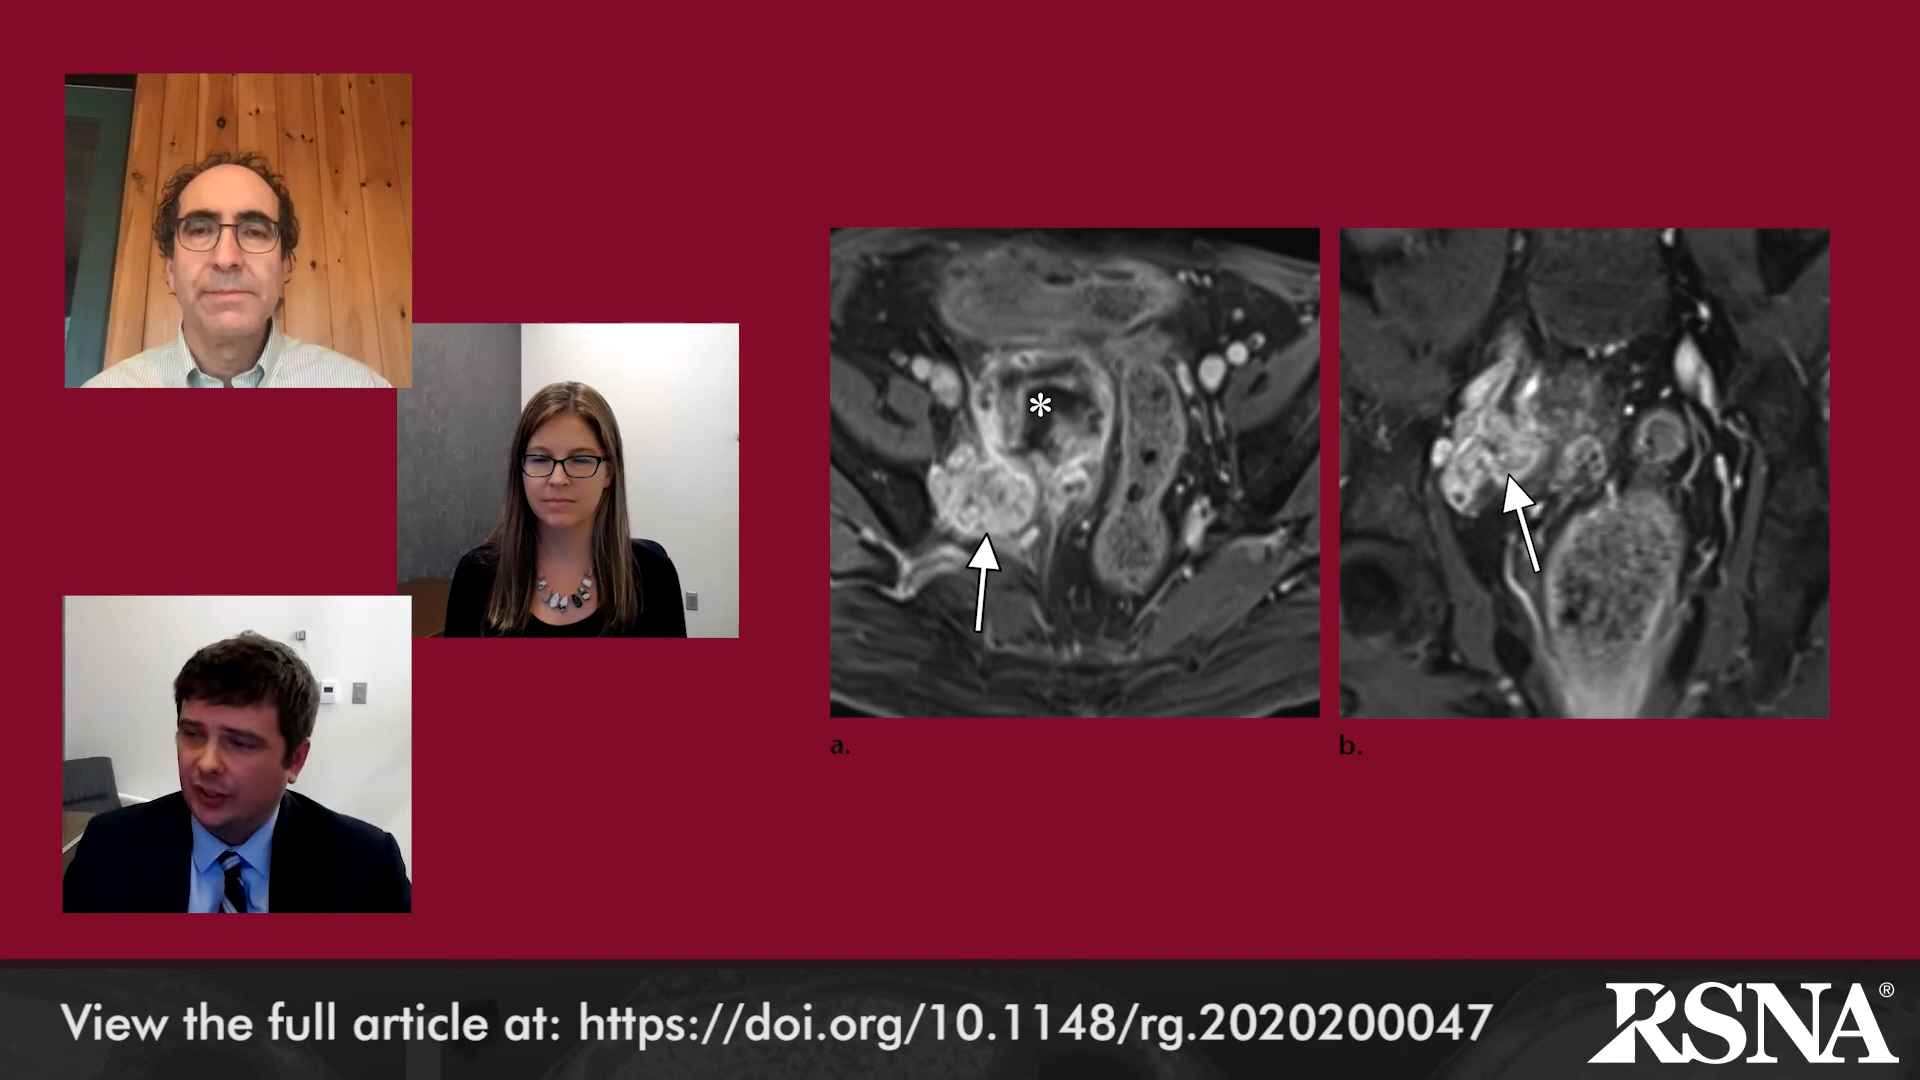 *
a.
b.
View the full article at: https://doi.org/10.1148/rg.2020200047
RSNA®